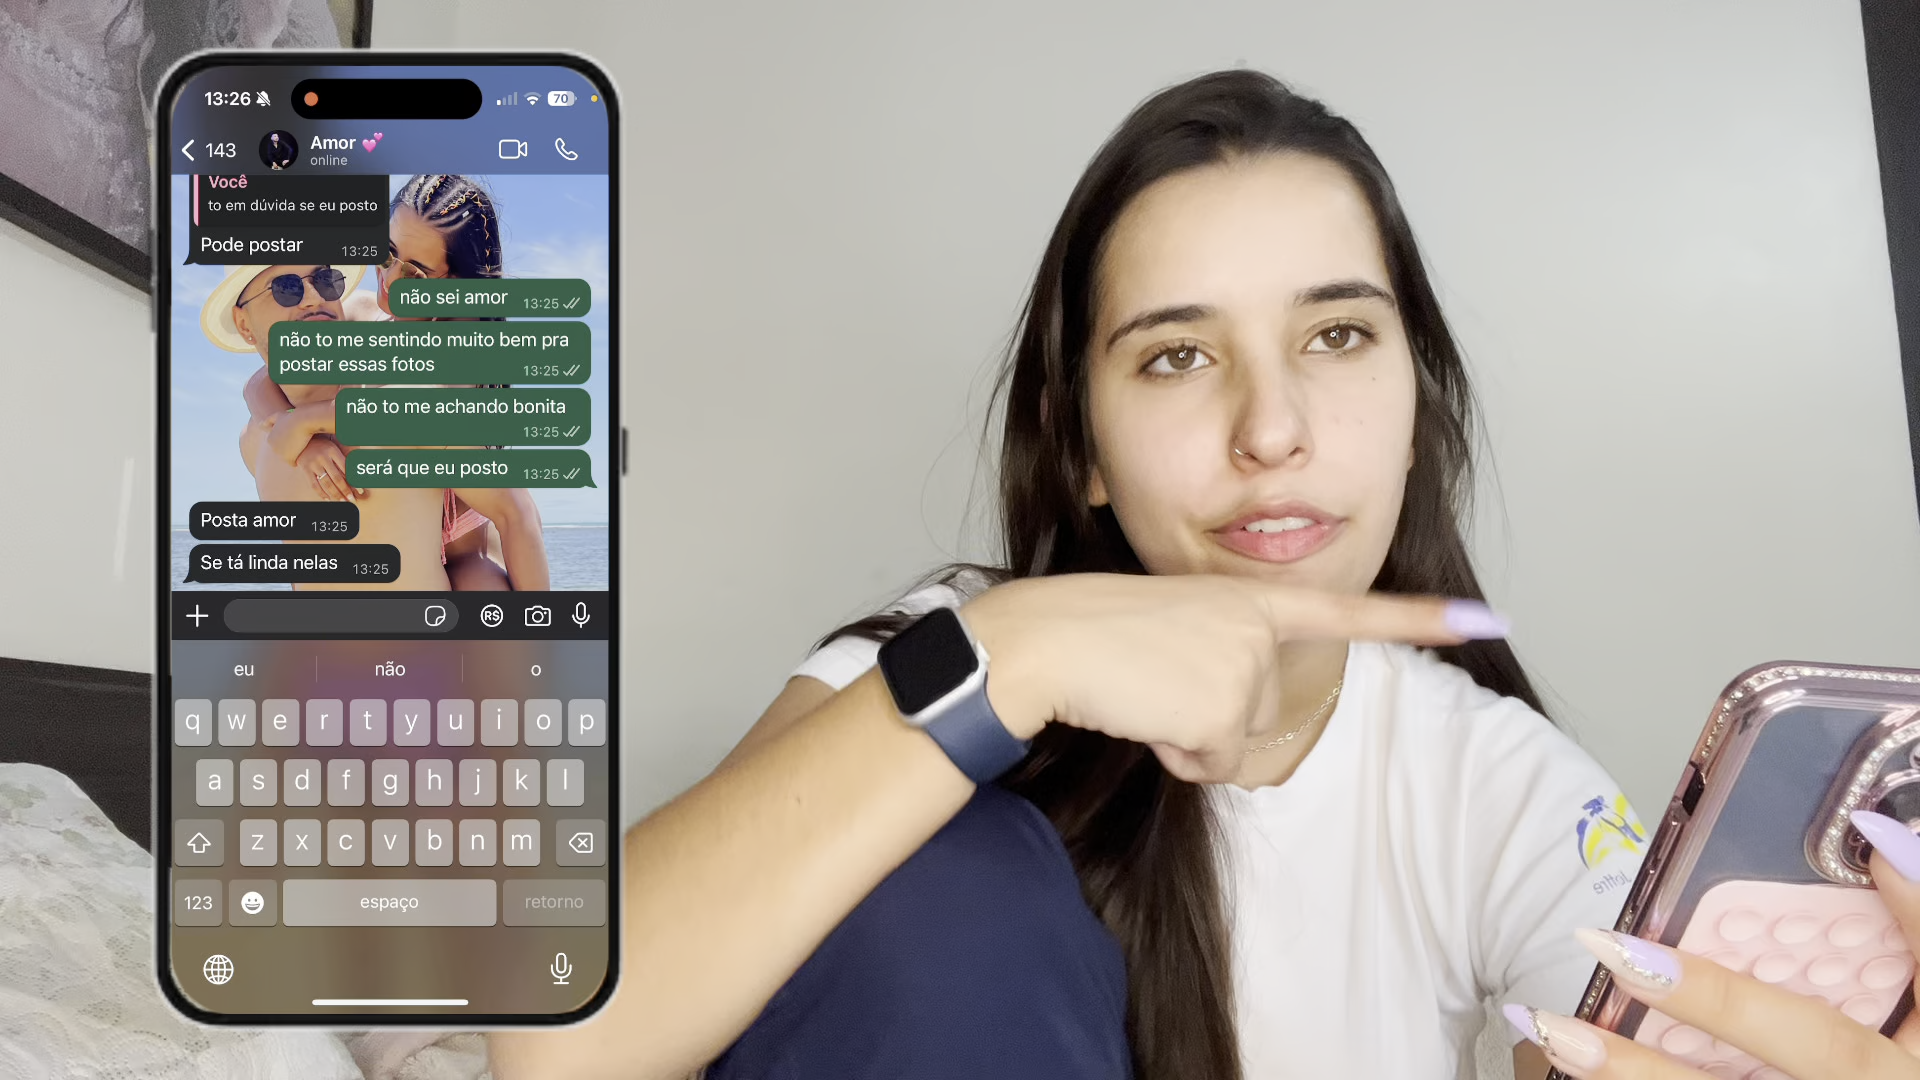 13:26
70
143
Amor 💕
online
Você
to em dúvida se eu posto
Pode postar 13:25
não sei amor 13:25
não to me sentindo muito bem pra
postar essas fotos 13:25
não to me achando bonita
13:25
será que eu posto 13:25
Posta amor 13:25
Se tá linda nelas 13:25
R$
eu não o
q w e r t y u i o p
a s d f g h j k l
z x c v b n m
123 espaço retorno
Joffre